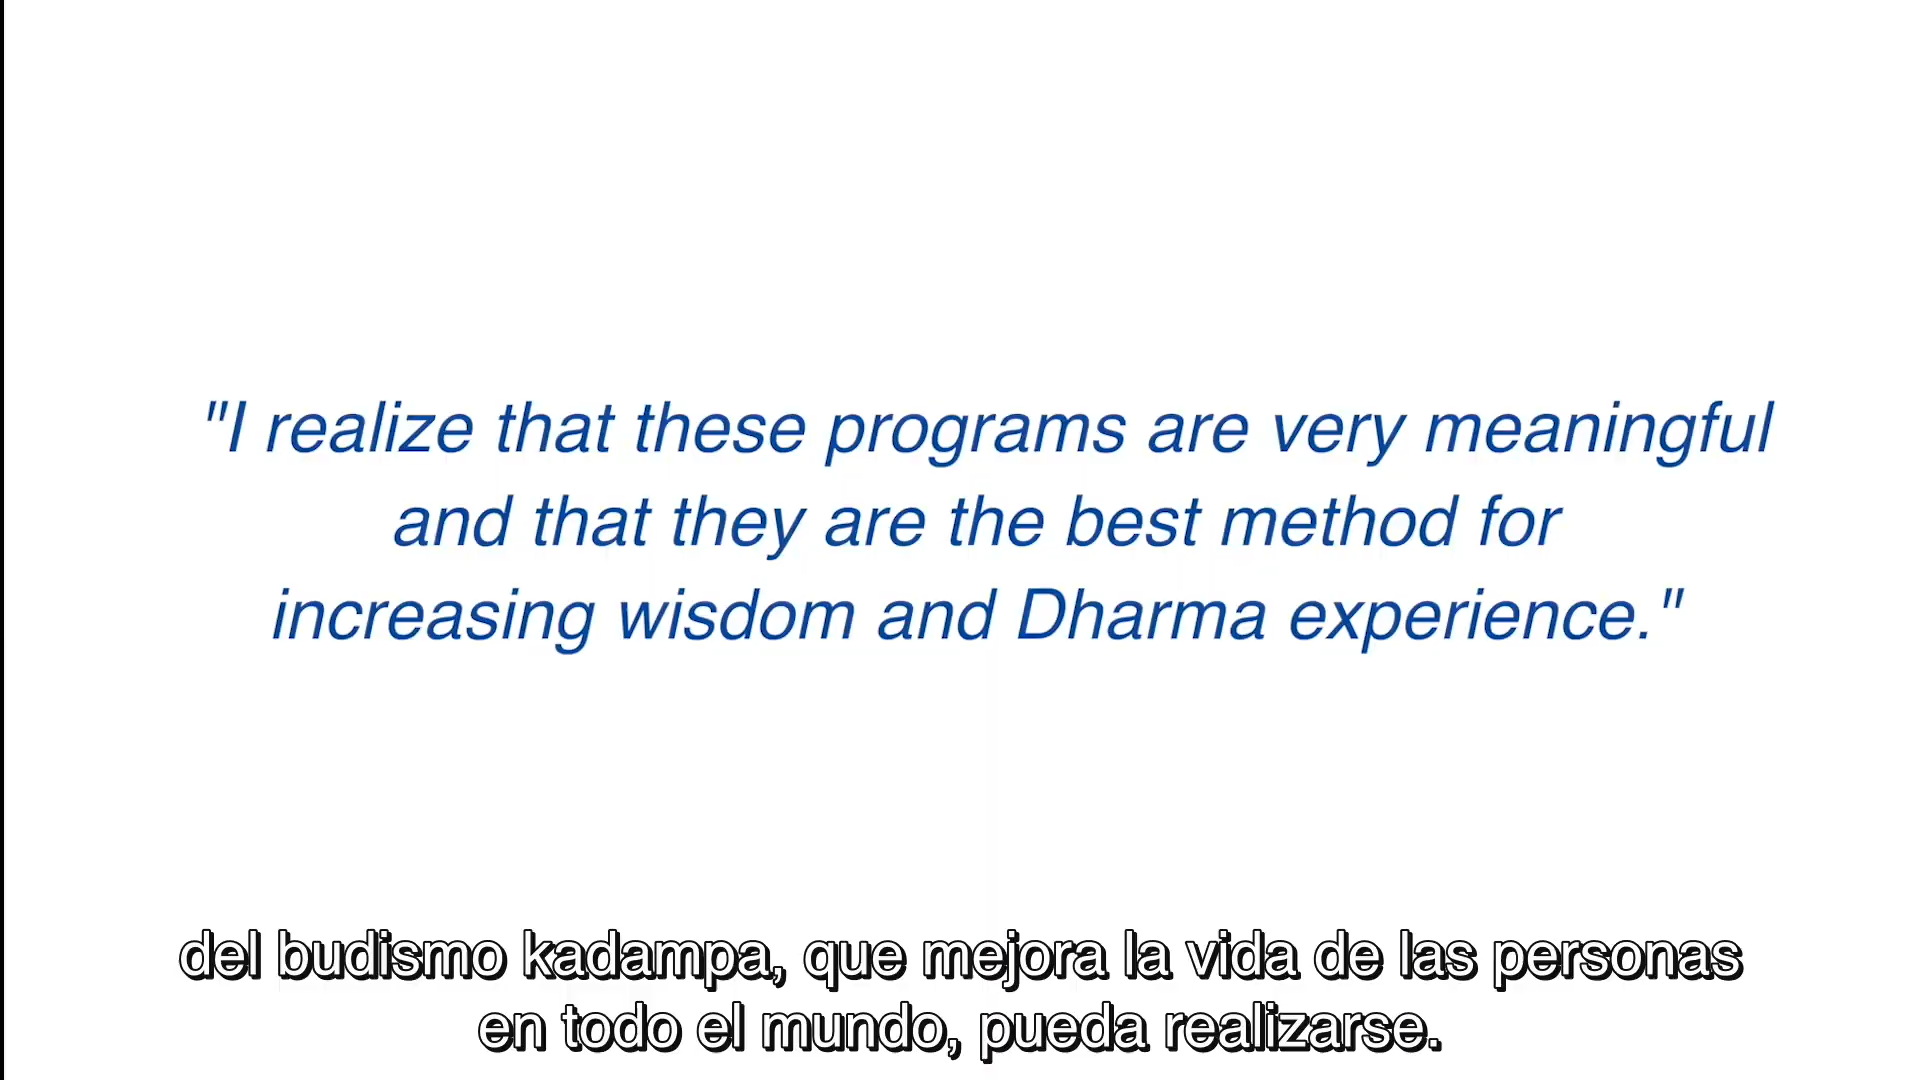 "I realize that these programs are very meaningful
and that they are the best method for
increasing wisdom and Dharma experience."
del budismo kadampa, que mejora la vida de las personas
en todo el mundo, pueda realizarse.